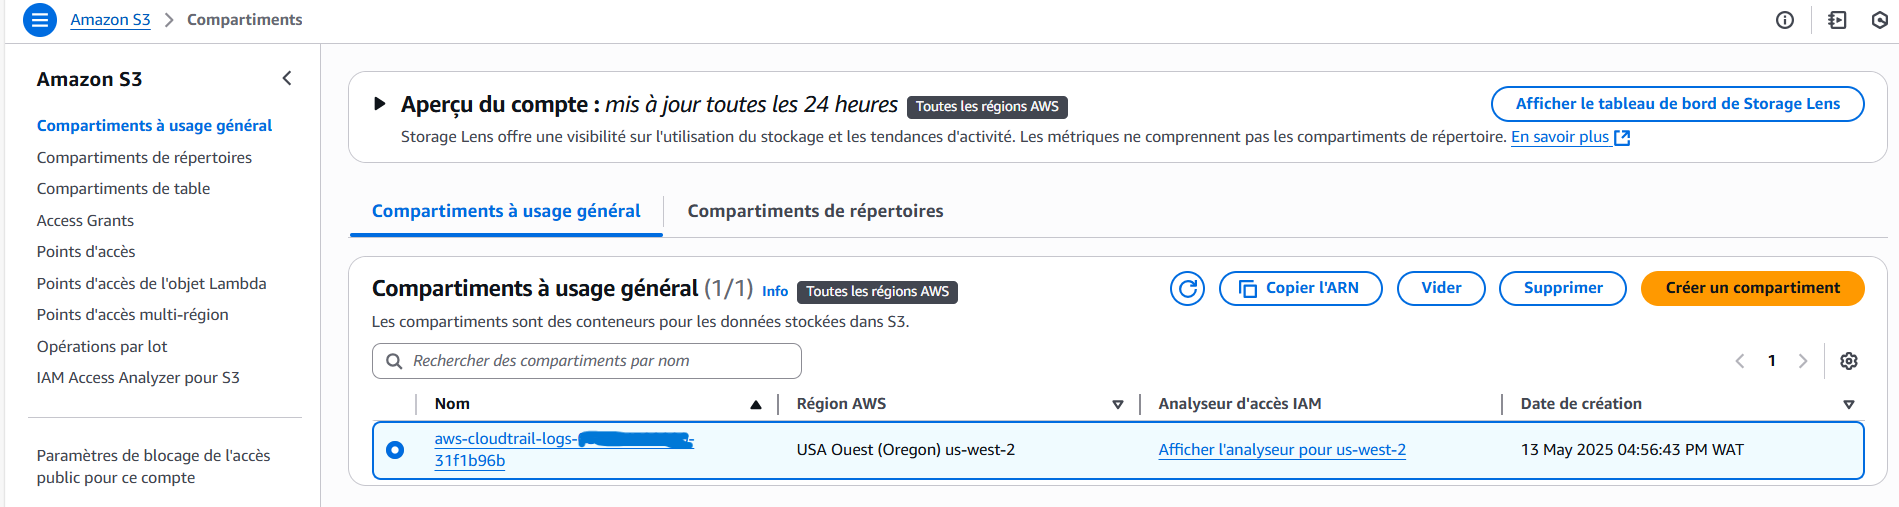 Amazon S3 > Compartiments
Amazon S3
Compartiments à usage général
Compartiments de répertoires
Compartiments de table
Access Grants
Points d'accès
Points d'accès de l'objet Lambda
Points d'accès multi-région
Opérations par lot
IAM Access Analyzer pour S3
Paramètres de blocage de l'accès
public pour ce compte
Aperçu du compte : mis à jour toutes les 24 heures Toutes les régions AWS
Afficher le tableau de bord de Storage Lens
Storage Lens offre une visibilité sur l'utilisation du stockage et les tendances d'activité. Les métriques ne comprennent pas les compartiments de répertoire. En savoir plus
Compartiments à usage général Compartiments de répertoires
Compartiments à usage général (1/1) Info Toutes les régions AWS
Copier l'ARN Vider Supprimer Créer un compartiment
Les compartiments sont des conteneurs pour les données stockées dans S3.
Rechercher des compartiments par nom
1
Nom Région AWS Analyseur d'accès IAM Date de création
aws-cloudtrail-logs- -
31f1b96b
USA Ouest (Oregon) us-west-2 Afficher l'analyseur pour us-west-2 13 May 2025 04:56:43 PM WAT